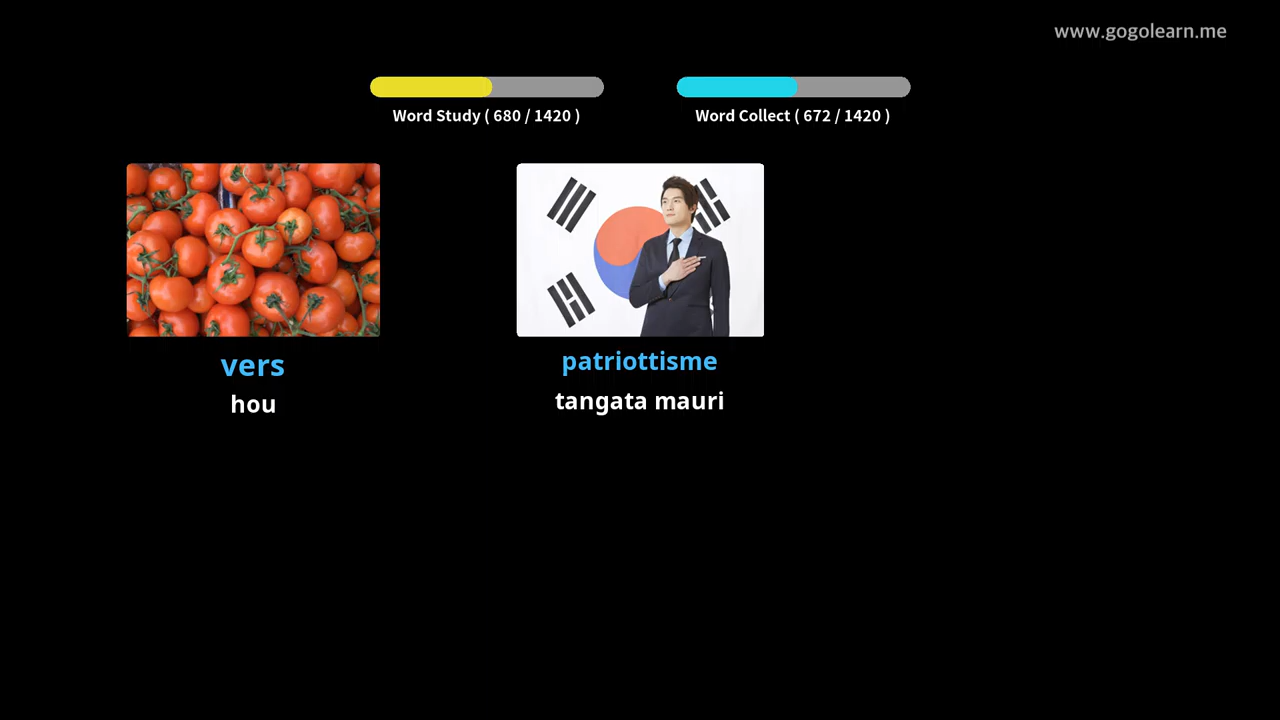 www.gogolearn.me
Word Study ( 680 / 1420 )
Word Collect ( 672 / 1420 )
vers
hou
patriottisme
tangata mauri